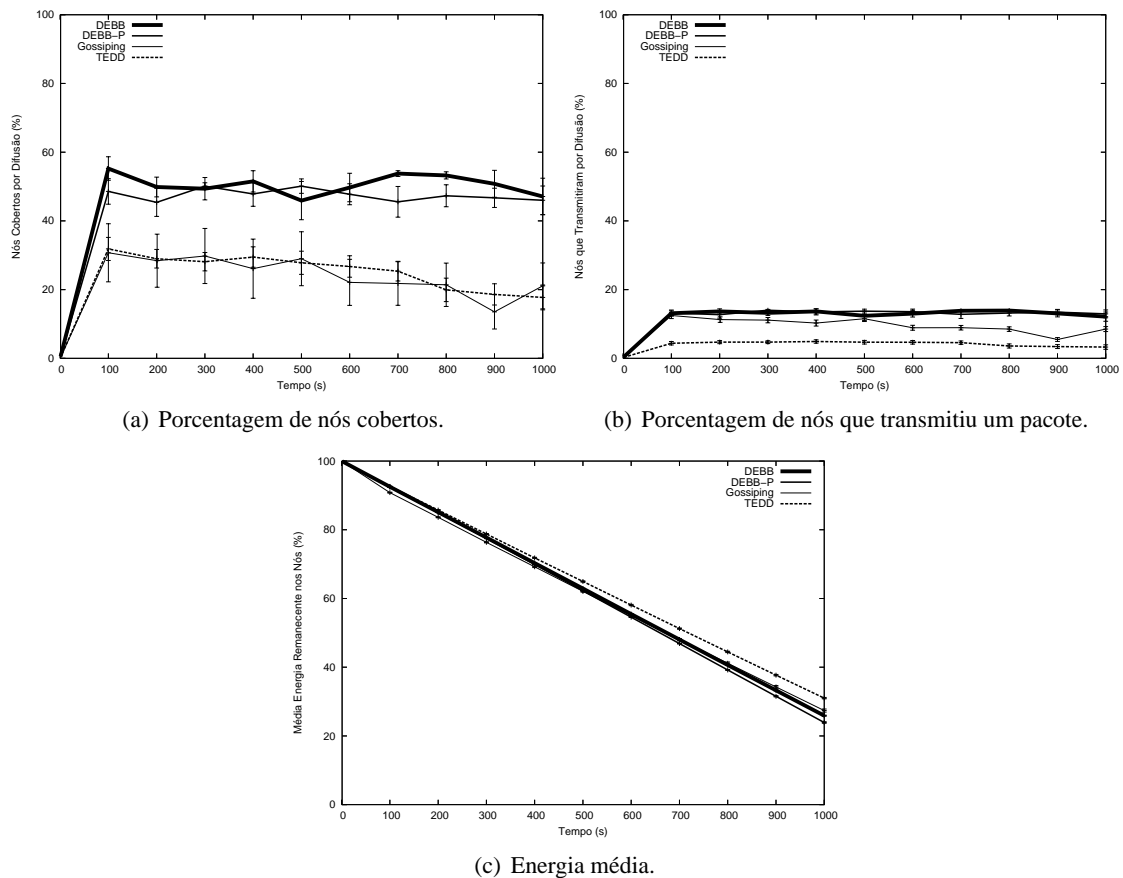 DEBB
DEBB-P
Gossiping
TEDD
100
80
60
40
20
0
Nós Cobertos por Difusão (%)
0 100 200 300 400 500 600 700 800 900 1000
Tempo (s)
(a) Porcentagem de nós cobertos.
DEBB
DEBB-P
Gossiping
TEDD
100
80
60
40
20
0
Nós que Transmitiram por Difusão (%)
0 100 200 300 400 500 600 700 800 900 1000
Tempo (s)
(b) Porcentagem de nós que transmitiu um pacote.
DEBB
DEBB-P
Gossiping
TEDD
100
80
60
40
20
0
Média Energia Remanecente nos Nós (%)
0 100 200 300 400 500 600 700 800 900 1000
Tempo (s)
(c) Energia média.